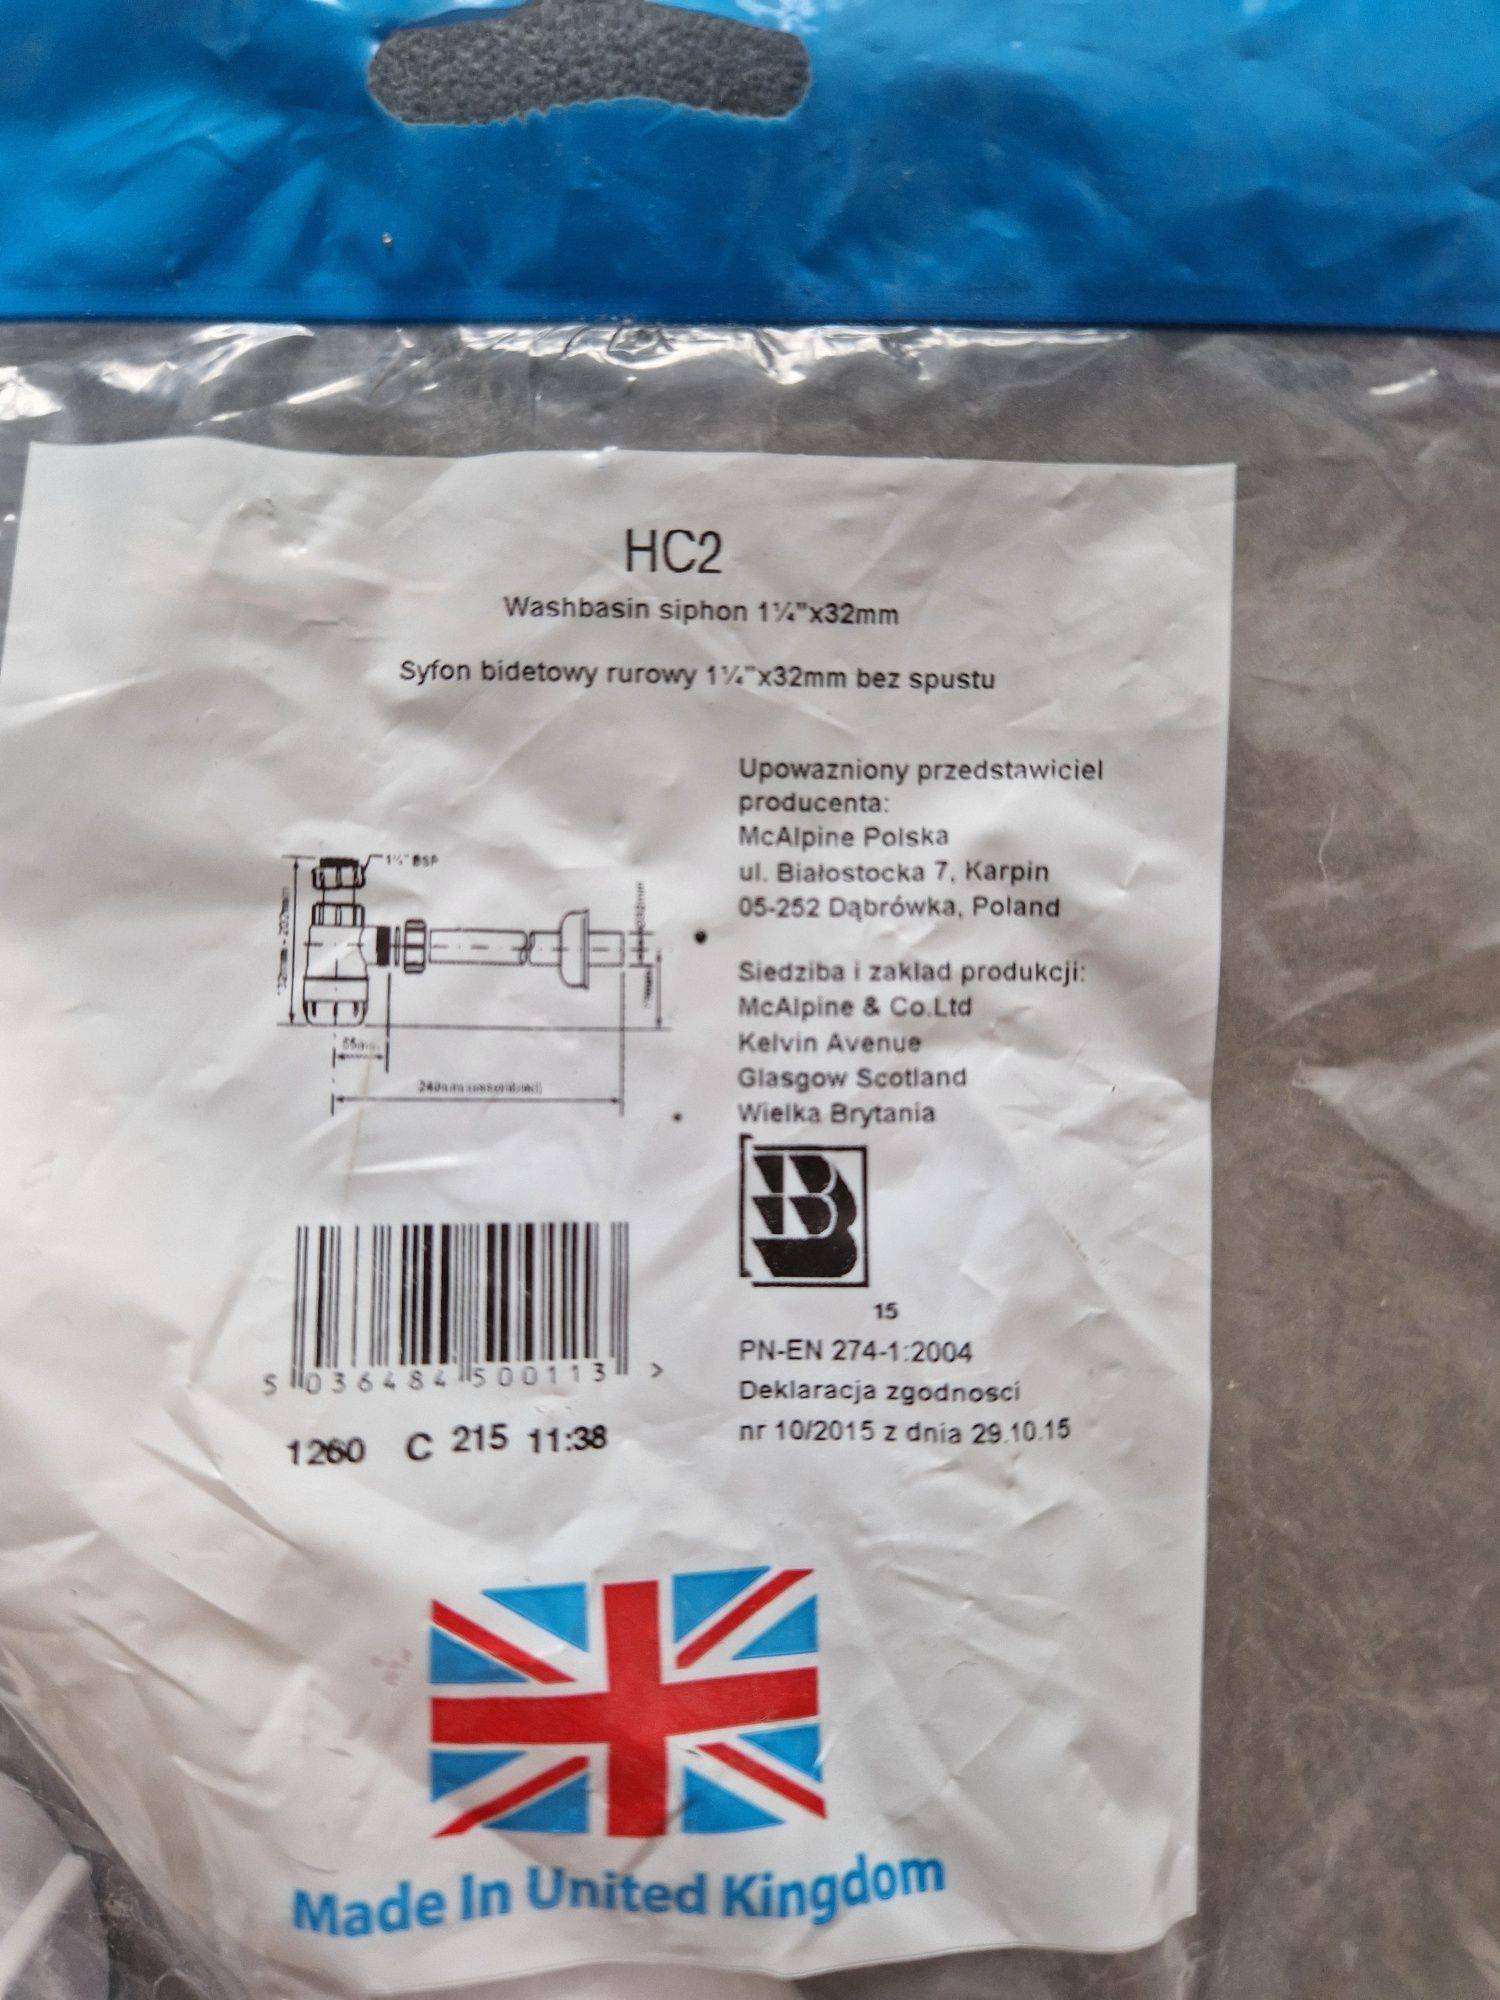 HC2
Washbasin siphon 1¼"x32mm
Syfon bidetowy rurowy 1¼"x32mm bez spustu
Upowazniony przedstawiciel
producenta:
McAlpine Polska
ul. Białostocka 7, Karpin
05-252 Dąbrówka, Poland
Siedziba i zaklad produkcji:
McAlpine & Co.Ltd
Kelvin Avenue
Glasgow Scotland
Wielka Brytania
BSP
B
15
PN-EN 274-1:2004
Deklaracja zgodnosci
nr 10/2015 z dnia 29.10.15
5 036484 500113 >
1260 C 215 11:38
Made In United Kingdom